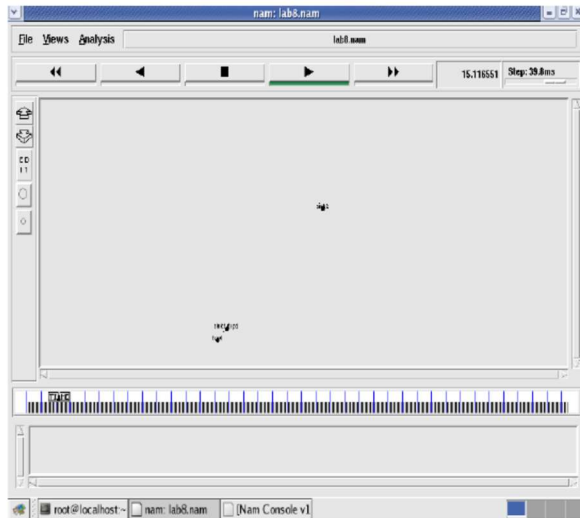 nam: lab8.nam
File Views Analysis lab8.nam
15.116551 Step: 39.8ms
TIME
root@localhost:~ nam: lab8.nam [Nam Console v1